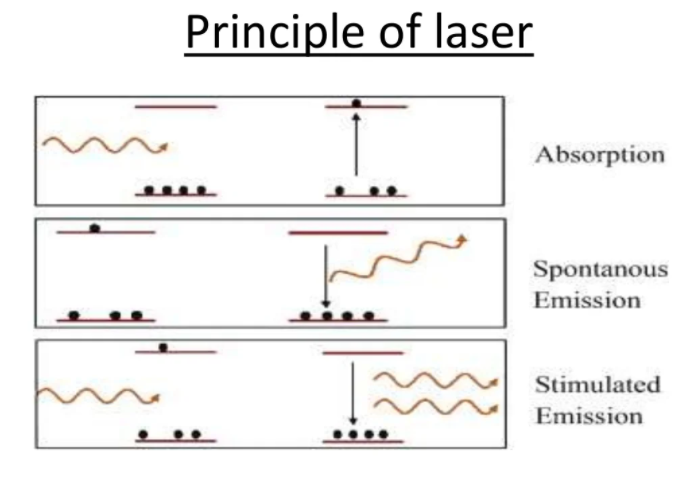 Principle of laser
Absorption
Spontanous
Emission
Stimulated
Emission